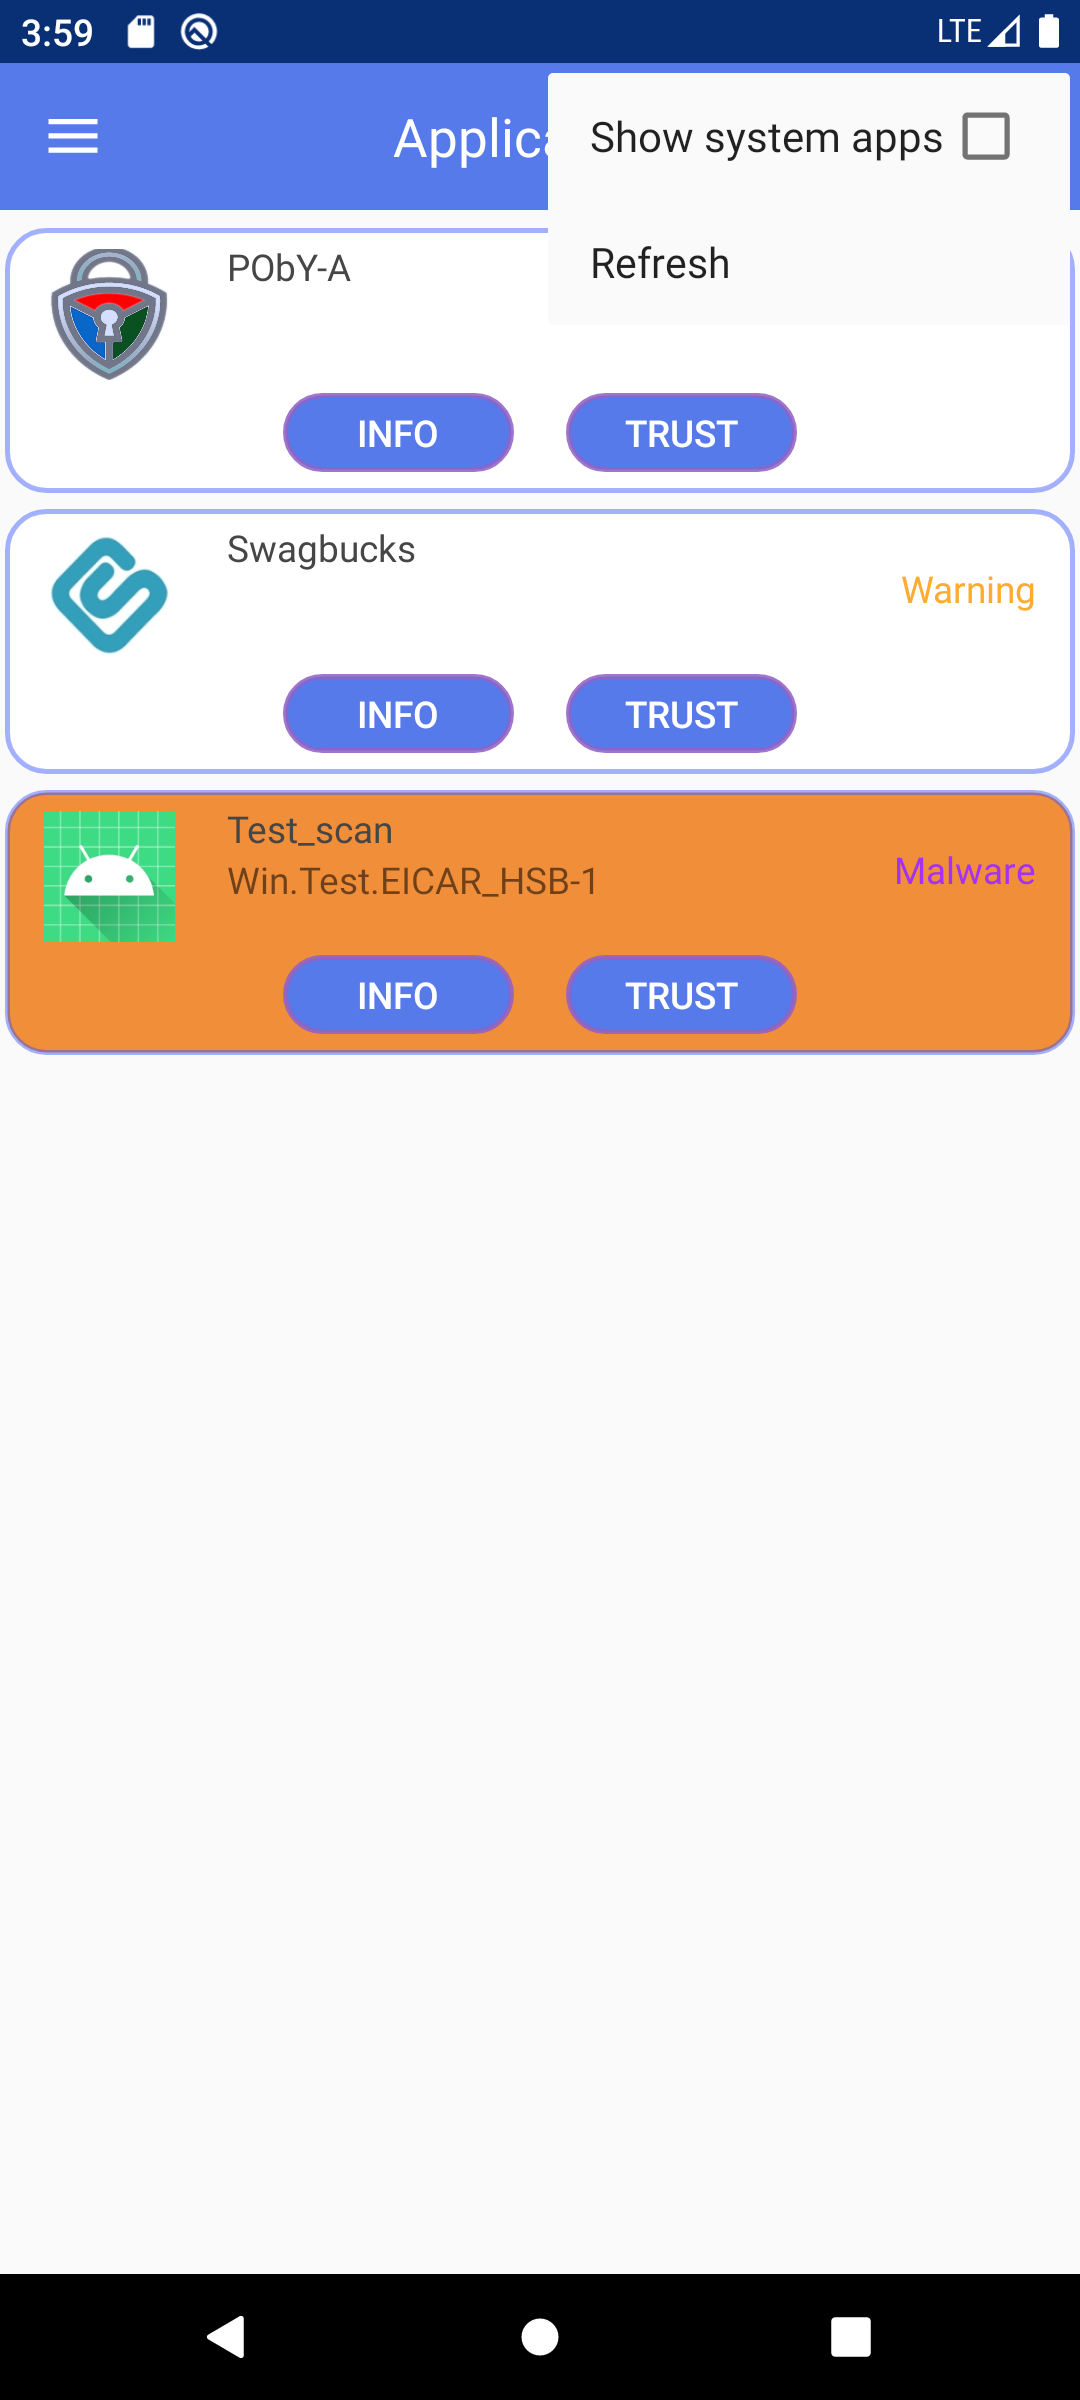 3:59
LTE
Applica
Show system apps
Refresh
PObY-A
INFO
TRUST
Swagbucks
Warning
INFO
TRUST
Test_scan
Win.Test.EICAR_HSB-1
Malware
INFO
TRUST